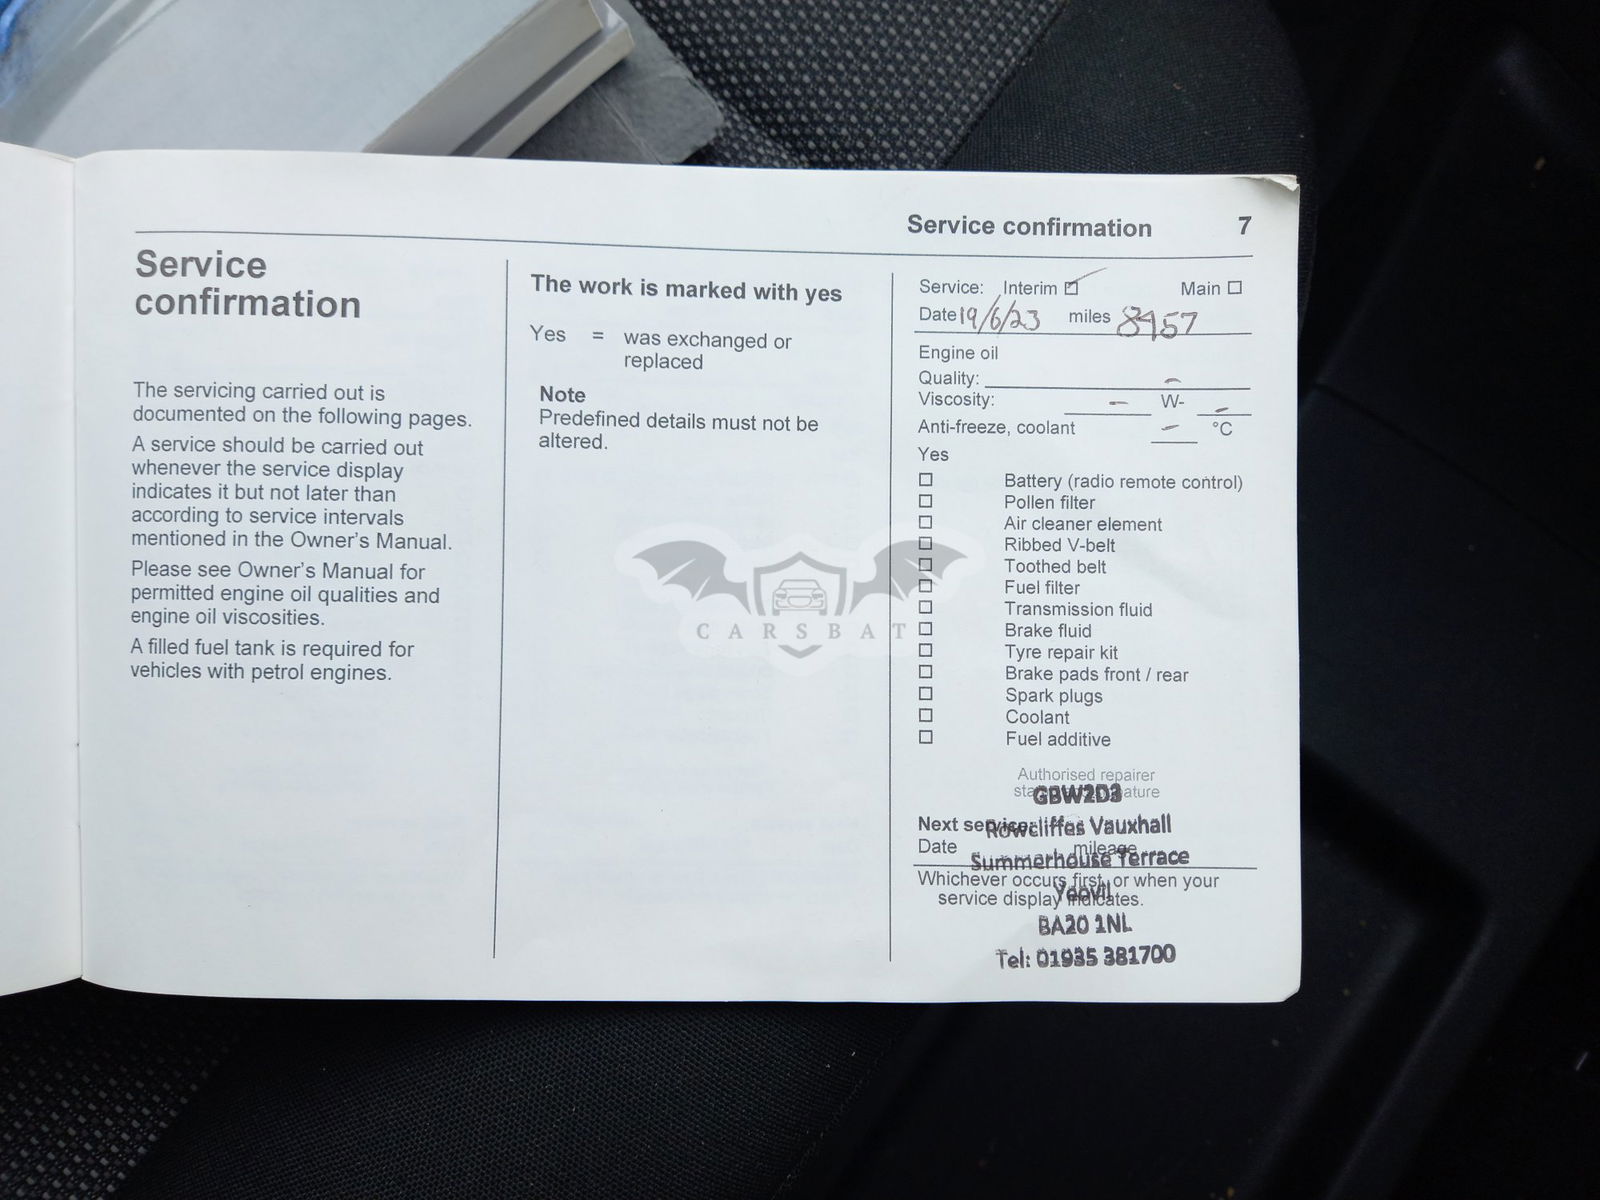 Service confirmation 7
Service
confirmation
The servicing carried out is
documented on the following pages.
A service should be carried out
whenever the service display
indicates it but not later than
according to service intervals
mentioned in the Owner's Manual.
Please see Owner's Manual for
permitted engine oil qualities and
engine oil viscosities.
A filled fuel tank is required for
vehicles with petrol engines.
The work is marked with yes
Yes = was exchanged or
replaced
Note
Predefined details must not be
altered.
Service: Interim Main
Date 19/6/23 miles 8957
Engine oil
Quality: -
Viscosity: - W- -
Anti-freeze, coolant - °C
Yes
Battery (radio remote control)
Pollen filter
Air cleaner element
Ribbed V-belt
Toothed belt
Fuel filter
Transmission fluid
Brake fluid
Tyre repair kit
Brake pads front / rear
Spark plugs
Coolant
Fuel additive
Authorised repairer
GBW2D3
Next service:
Rowcliffes Vauxhall
Date mileage
Summerhouse Terrace
Whichever occurs first, or when your
Yeovil
service display indicates.
BA20 1NL
Tel: 01935 381700
CARSBAT